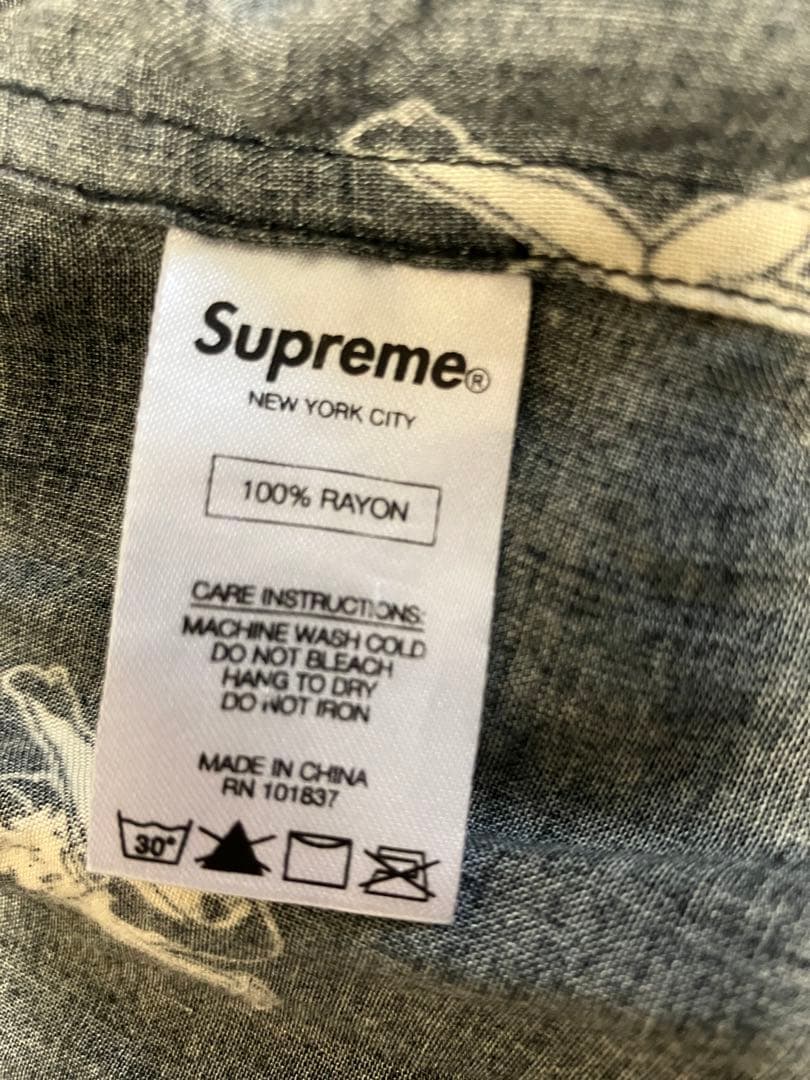 Supreme®
NEW YORK CITY
100% RAYON
CARE INSTRUCTIONS:
MACHINE WASH COLD
DO NOT BLEACH
HANG TO DRY
DO NOT IRON
MADE IN CHINA
RN 101837
30°